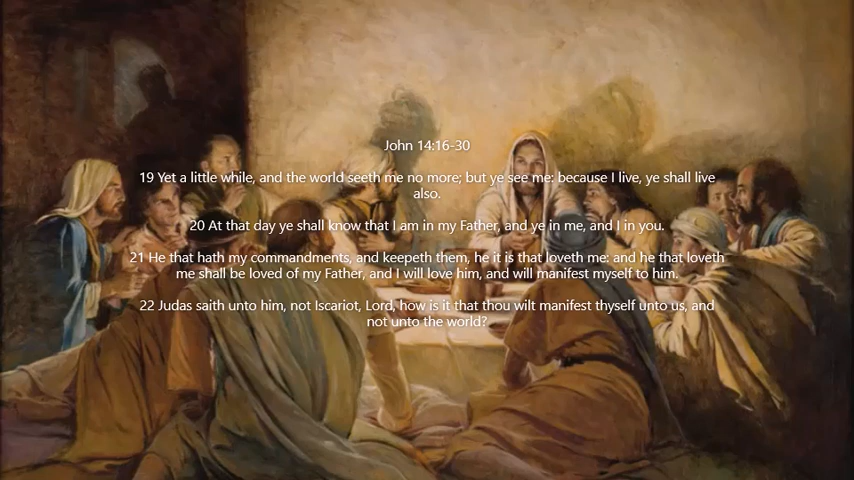 John 14:16-30
19 Yet a little while, and the world seeth me no more; but ye see me: because I live, ye shall live
also.
20 At that day ye shall know that I am in my Father, and ye in me, and I in you.
21 He that hath my commandments, and keepeth them, he it is that loveth me: and he that loveth
me shall be loved of my Father, and I will love him, and will manifest myself to him.
22 Judas saith unto him, not Iscariot, Lord, how is it that thou wilt manifest thyself unto us, and
not unto the world?